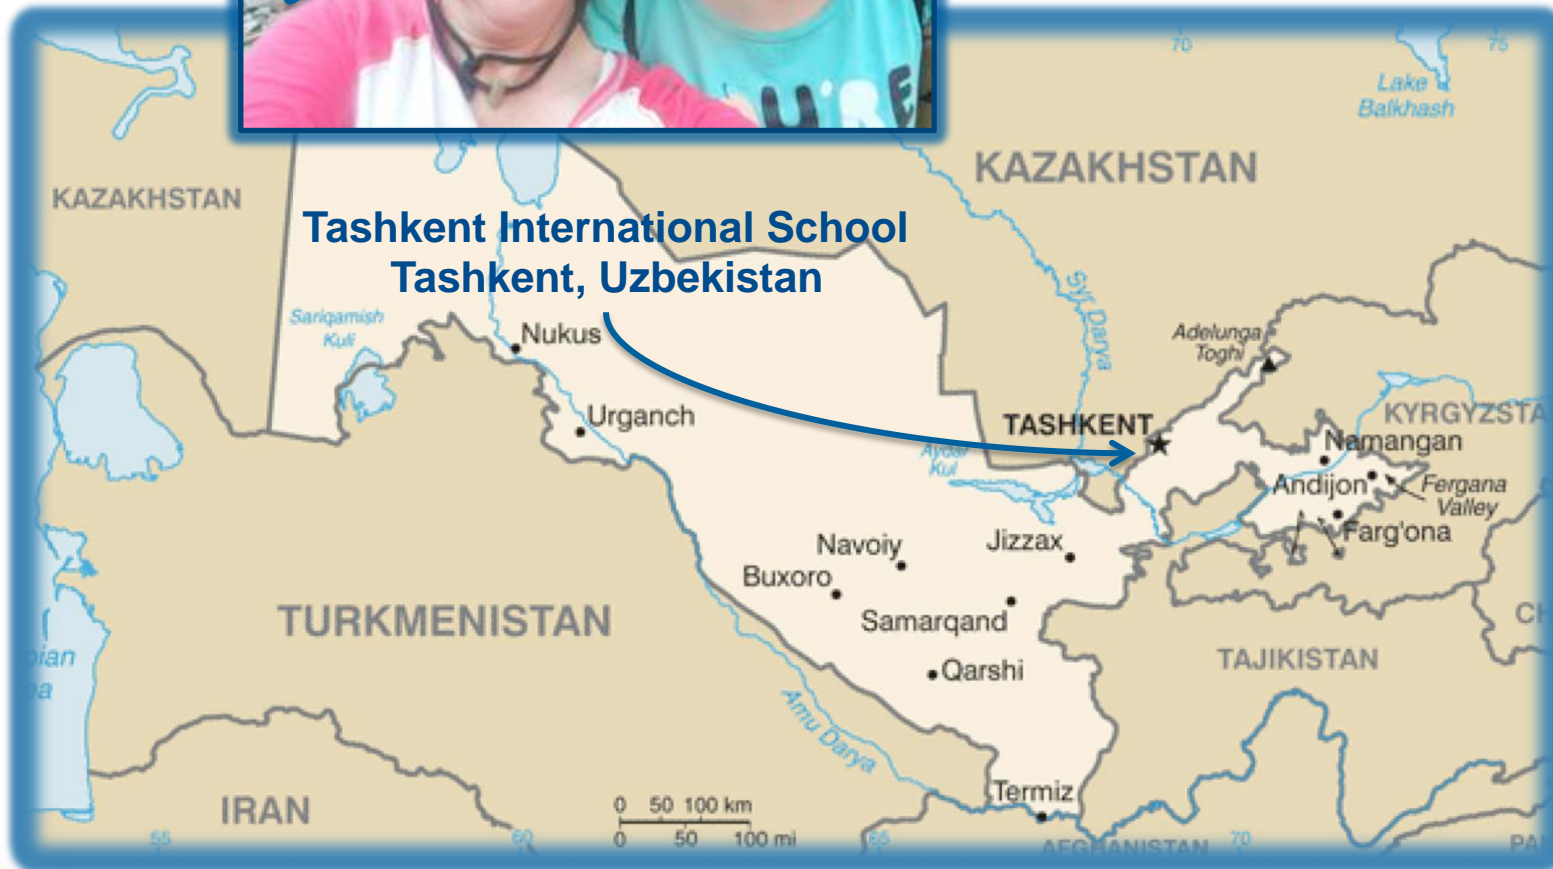 U'RE
70
75
Lake
Balkhash
KAZAKHSTAN
KAZAKHSTAN
Tashkent International School
Tashkent, Uzbekistan
Syr Darya
Sariqamish
Kuli
Nukus
Adelunga
Toghi
Urganch
TASHKENT
KYRGYZSTA
Namangan
Aydar
Kul
Andijon
Fergana
Valley
Farg'ona
Navoiy
Jizzax
Buxoro
Samarqand
TURKMENISTAN
TAJIKISTAN
Qarshi
Amu Darya
Termiz
IRAN
0 50 100 km
0 50 100 mi
55
60
65
70
AFGHANISTAN